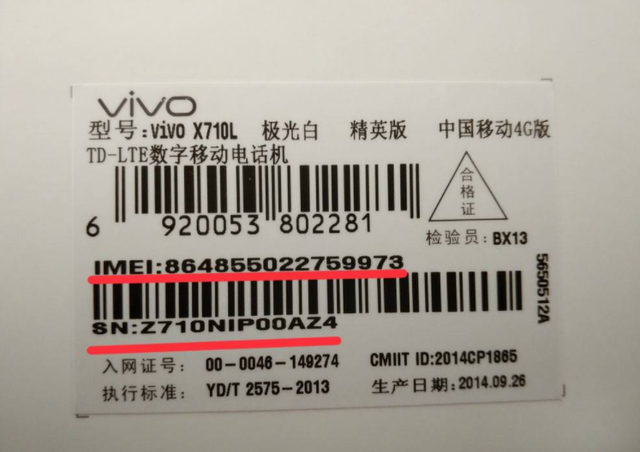 vivo
型号:vivo X710L 极光白 精英版 中国移动4G版
TD-LTE数字移动电话机
6 920053 802281
合格证
检验员: BX13
IMEI:864855022759973
SN:Z710NIP00AZ4
5650512A
入网证号: 00-0046-149274 CMIIT ID:2014CP1865
执行标准: YD/T 2575-2013 生产日期:2014.09.26